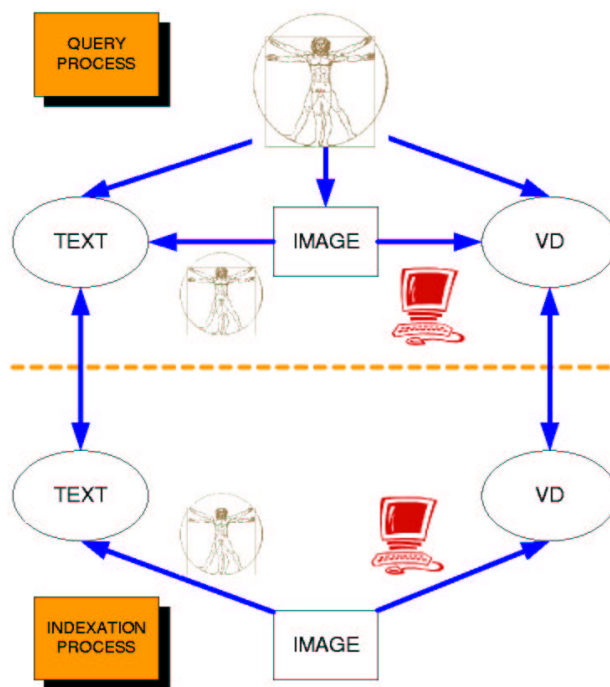 QUERY
PROCESS
TEXT
IMAGE
VD
TEXT
VD
INDEXATION
PROCESS
IMAGE